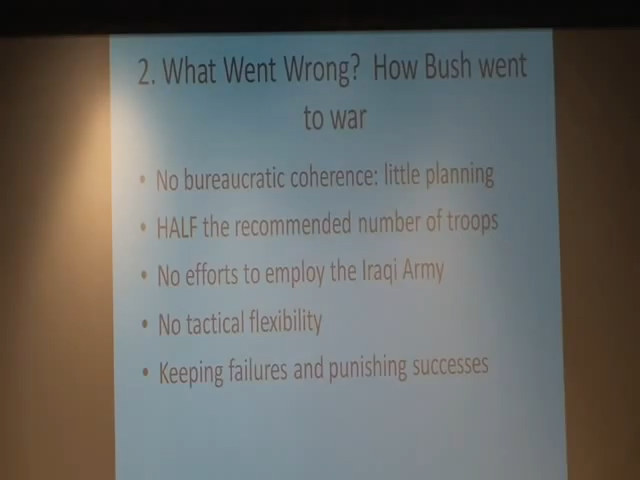 2. What Went Wrong? How Bush went
to war
• No bureaucratic coherence: little planning
• HALF the recommended number of troops
• No efforts to employ the Iraqi Army
• No tactical flexibility
• Keeping failures and punishing successes